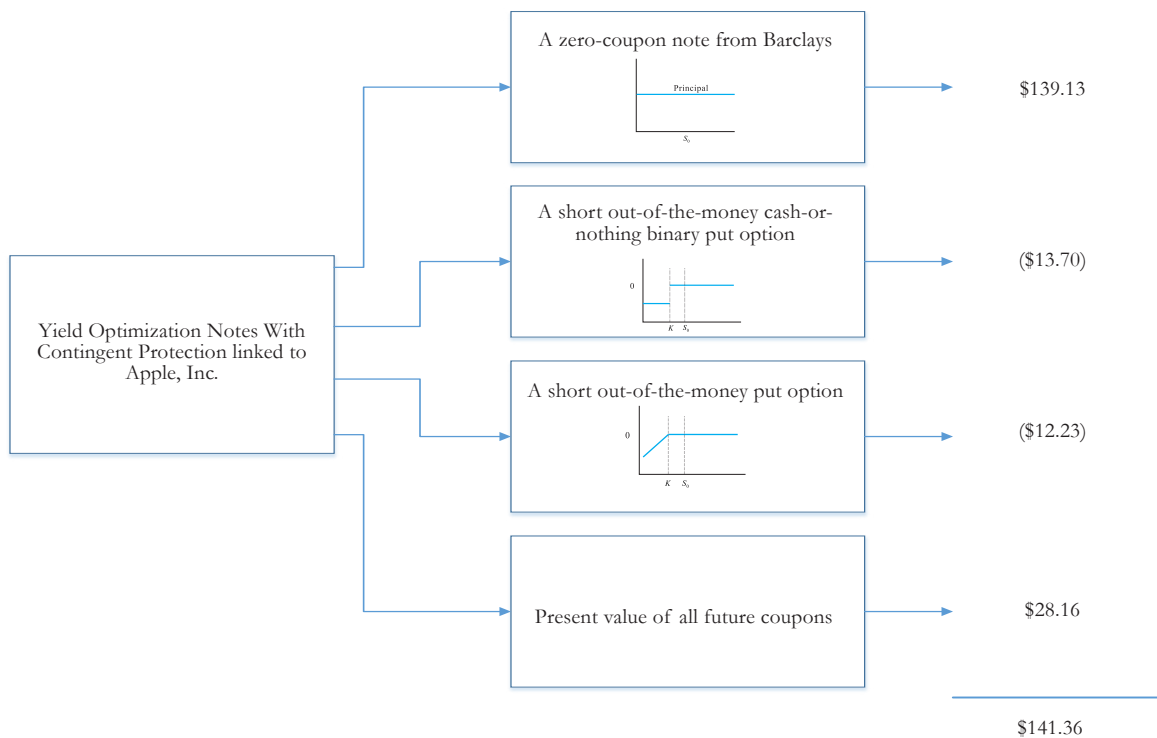 A zero-coupon note from Barclays
Principal
S₀
$139.13
A short out-of-the-money cash-or-
nothing binary put option
0
K S₀
($13.70)
Yield Optimization Notes With
Contingent Protection linked to
Apple, Inc.
A short out-of-the-money put option
0
K S₀
($12.23)
Present value of all future coupons
$28.16
$141.36